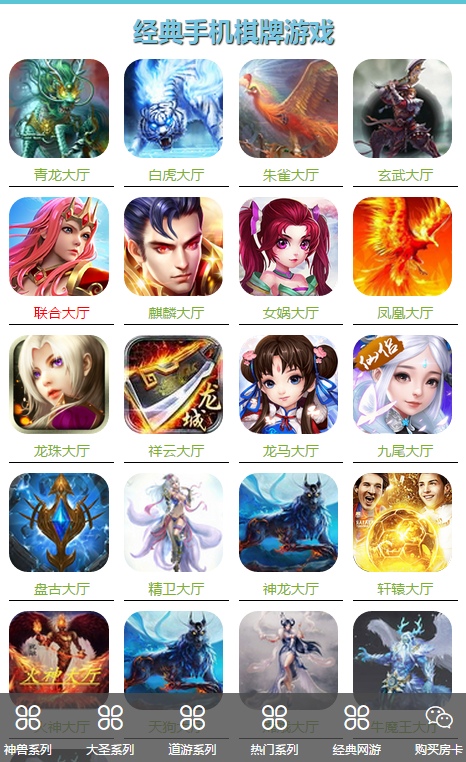 经典手机棋牌游戏
青龙大厅 白虎大厅 朱雀大厅 玄武大厅
联合大厅 麒麟大厅 女娲大厅 凤凰大厅
龙城
仙侣
龙珠大厅 祥云大厅 龙马大厅 九尾大厅
盘古大厅 精卫大厅 神龙大厅 轩辕大厅
火神大厅
火神大厅 天狗大厅 牛魔王大厅
神兽系列 大圣系列 道游系列 热门系列 经典网游 购买房卡